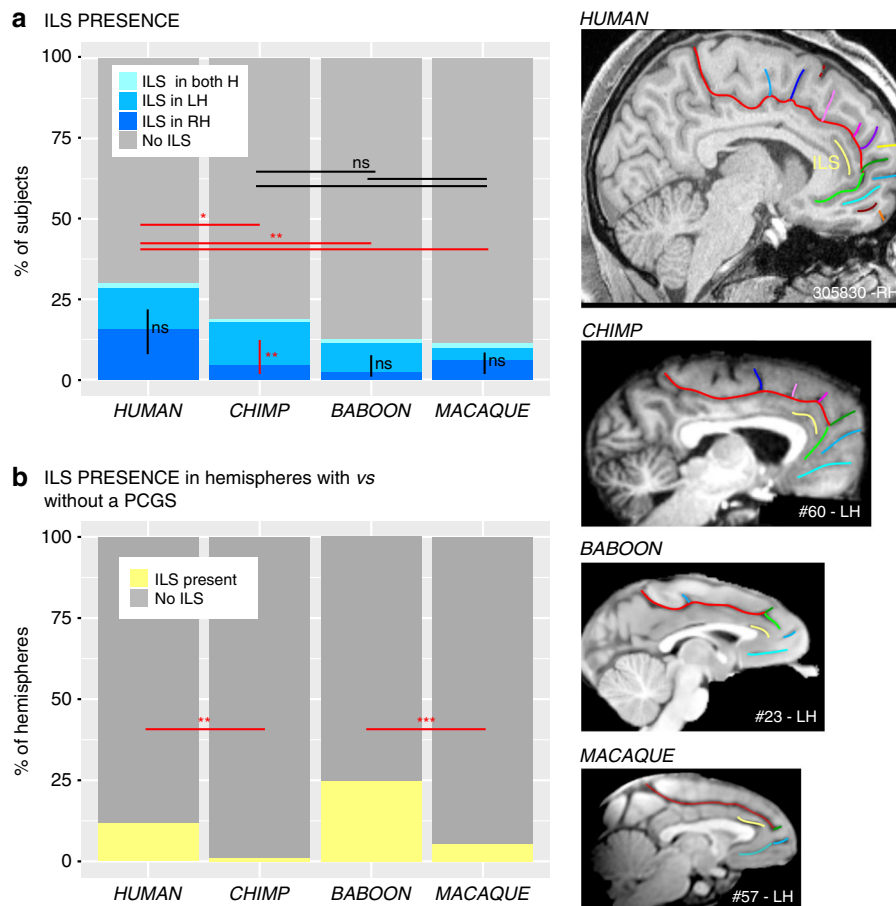 a ILS PRESENCE
100
75
50
25
0
% of subjects
ILS in both H
ILS in LH
ILS in RH
No ILS
ns
*
**
ns
**
ns
ns
HUMAN CHIMP BABOON MACAQUE
b ILS PRESENCE in hemispheres with vs
without a PCGS
100
75
50
25
0
% of hemispheres
ILS present
No ILS
**
***
HUMAN CHIMP BABOON MACAQUE
HUMAN
ILS
305830 -RH
CHIMP
#60 - LH
BABOON
#23 - LH
MACAQUE
#57 - LH